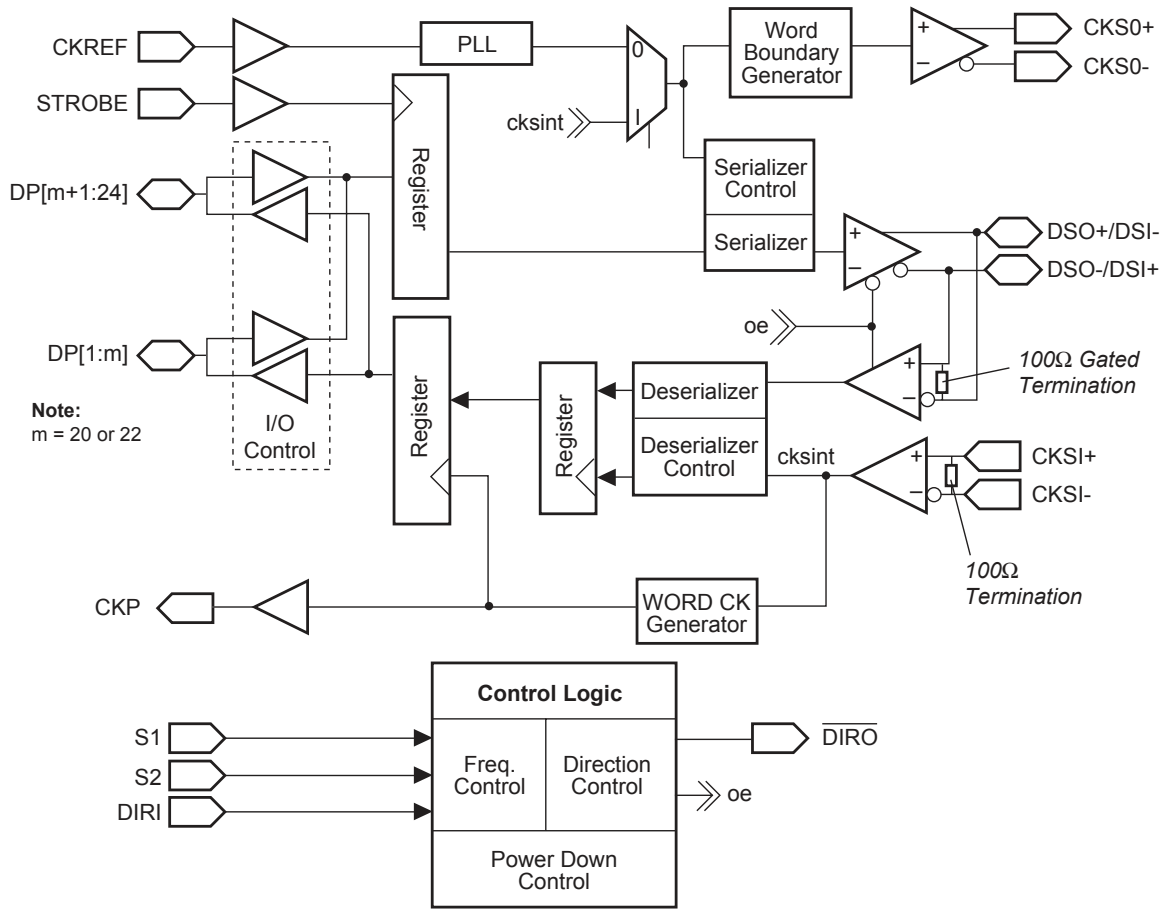 CKREF
PLL
0
Word
Boundary
Generator
+
−
CKS0+
CKS0-
STROBE
cksint
I
Register
Serializer
Control
Serializer
DP[m+1:24]
+
−
DSO+/DSI-
DSO-/DSI+
oe
DP[1:m]
Note:
m = 20 or 22
I/O
Control
Register
Register
Deserializer
Deserializer
Control
+
−
100Ω Gated
Termination
cksint
+
−
CKSI+
CKSI-
100Ω
Termination
CKP
WORD CK
Generator
Control Logic
S1
S2
DIRI
Freq.
Control
Direction
Control
DIRO
oe
Power Down
Control